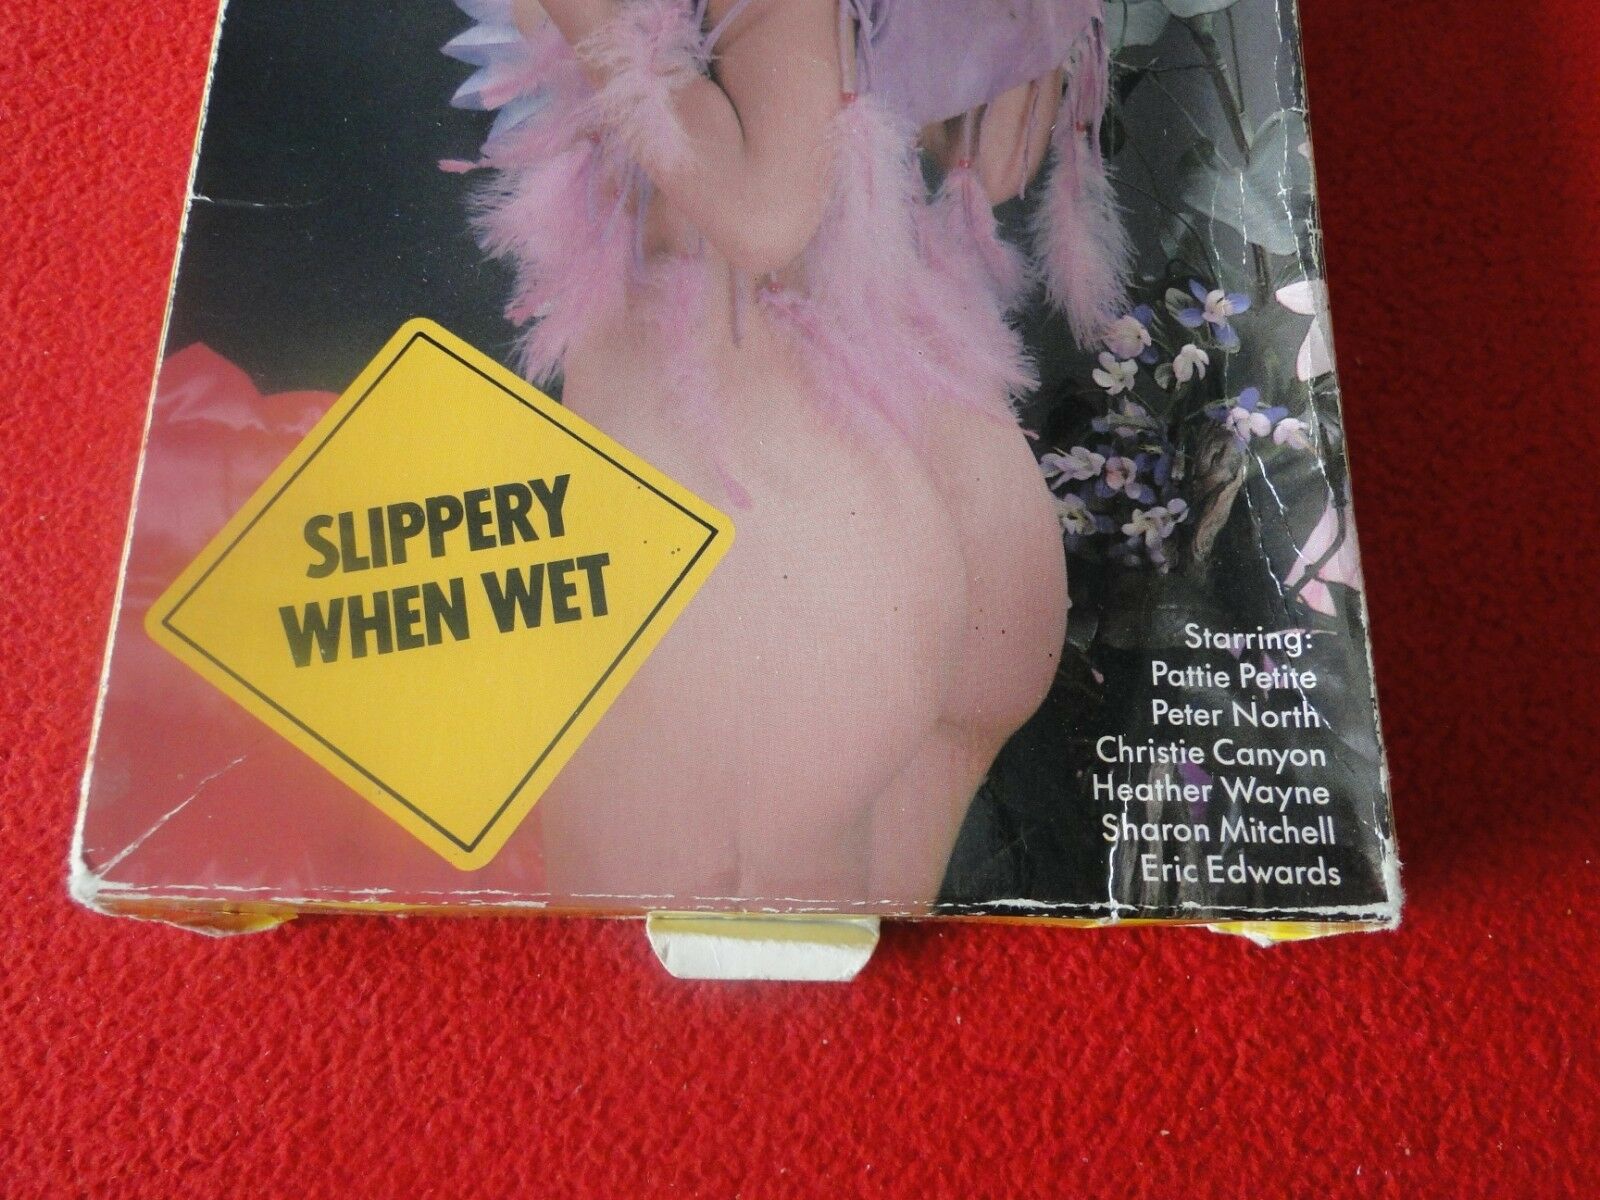 SLIPPERY
WHEN WET
Starring:
Pattie Petite
Peter North
Christie Canyon
Heather Wayne
Sharon Mitchell
Eric Edwards